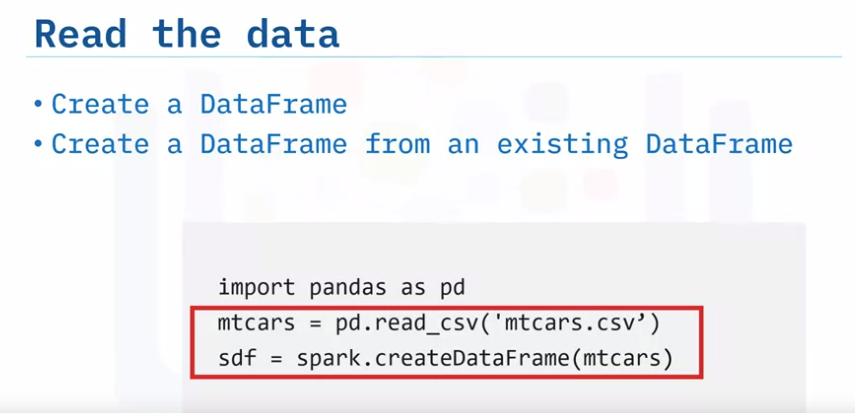 Read the data
• Create a DataFrame
• Create a DataFrame from an existing DataFrame
import pandas as pd
mtcars = pd.read_csv('mtcars.csv’)
sdf = spark.createDataFrame(mtcars)